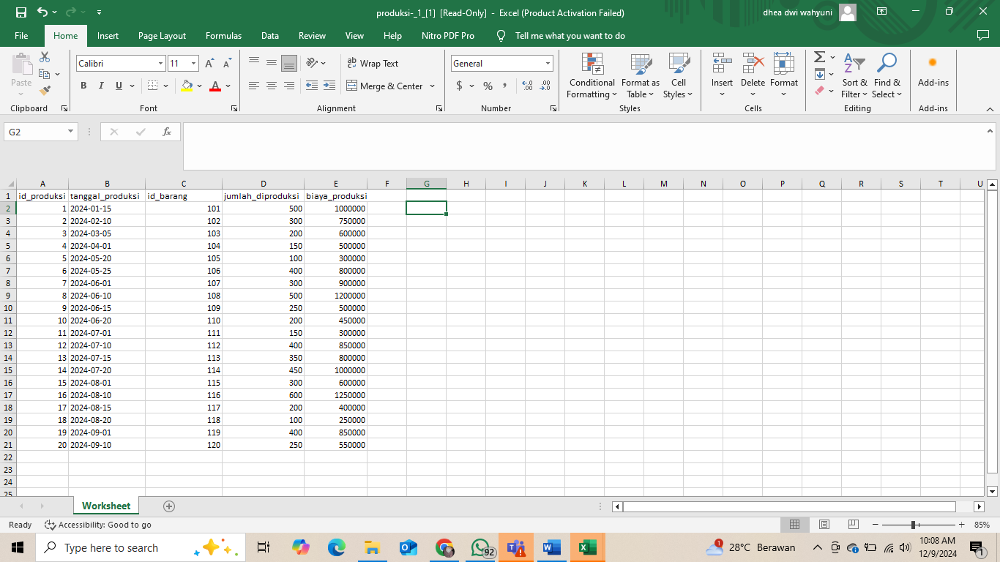 produksi-_1_[1] [Read-Only] - Excel (Product Activation Failed)
dhea dwi wahyuni
File Home Insert Page Layout Formulas Data Review View Help Nitro PDF Pro Tell me what you want to do
Paste
Calibri 11
B I U
Wrap Text
Merge & Center
General
$ % ,
Conditional Formatting
Format as Table
Cell Styles
Insert
Delete
Format
Sort & Filter
Find & Select
Add-ins
Clipboard Font Alignment Number Styles Cells Editing Add-ins
G2 fx
A B C D E F G H I J K L M N O P Q R S T U
1 id_produksi tanggal_produksi id_barang jumlah_diproduksi biaya_produksi
2 1 2024-01-15 101 500 1000000
3 2 2024-02-10 102 300 750000
4 3 2024-03-05 103 200 600000
5 4 2024-04-01 104 150 500000
6 5 2024-05-20 105 100 300000
7 6 2024-05-25 106 400 800000
8 7 2024-06-01 107 300 900000
9 8 2024-06-10 108 500 1200000
10 9 2024-06-15 109 250 500000
11 10 2024-06-20 110 200 450000
12 11 2024-07-01 111 150 300000
13 12 2024-07-10 112 400 850000
14 13 2024-07-15 113 350 800000
15 14 2024-07-20 114 450 1000000
16 15 2024-08-01 115 300 600000
17 16 2024-08-10 116 600 1250000
18 17 2024-08-15 117 200 400000
19 18 2024-08-20 118 100 250000
20 19 2024-09-01 119 400 850000
21 20 2024-09-10 120 250 550000
22
23
24
25
Worksheet
Ready Accessibility: Good to go 85%
Type here to search
92
1 28°C Berawan
10:08 AM
12/9/2024
1